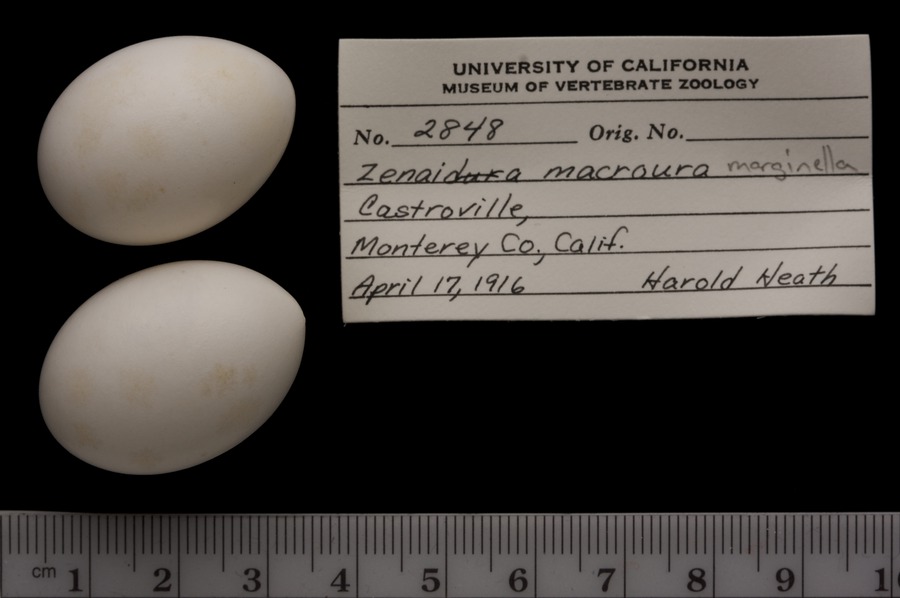 UNIVERSITY OF CALIFORNIA
MUSEUM OF VERTEBRATE ZOOLOGY
No. 2848 Orig. No.
Zenaidura macroura marginella
Castroville,
Monterey Co., Calif.
April 17, 1916 Harold Heath
cm 1 2 3 4 5 6 7 8 9 1